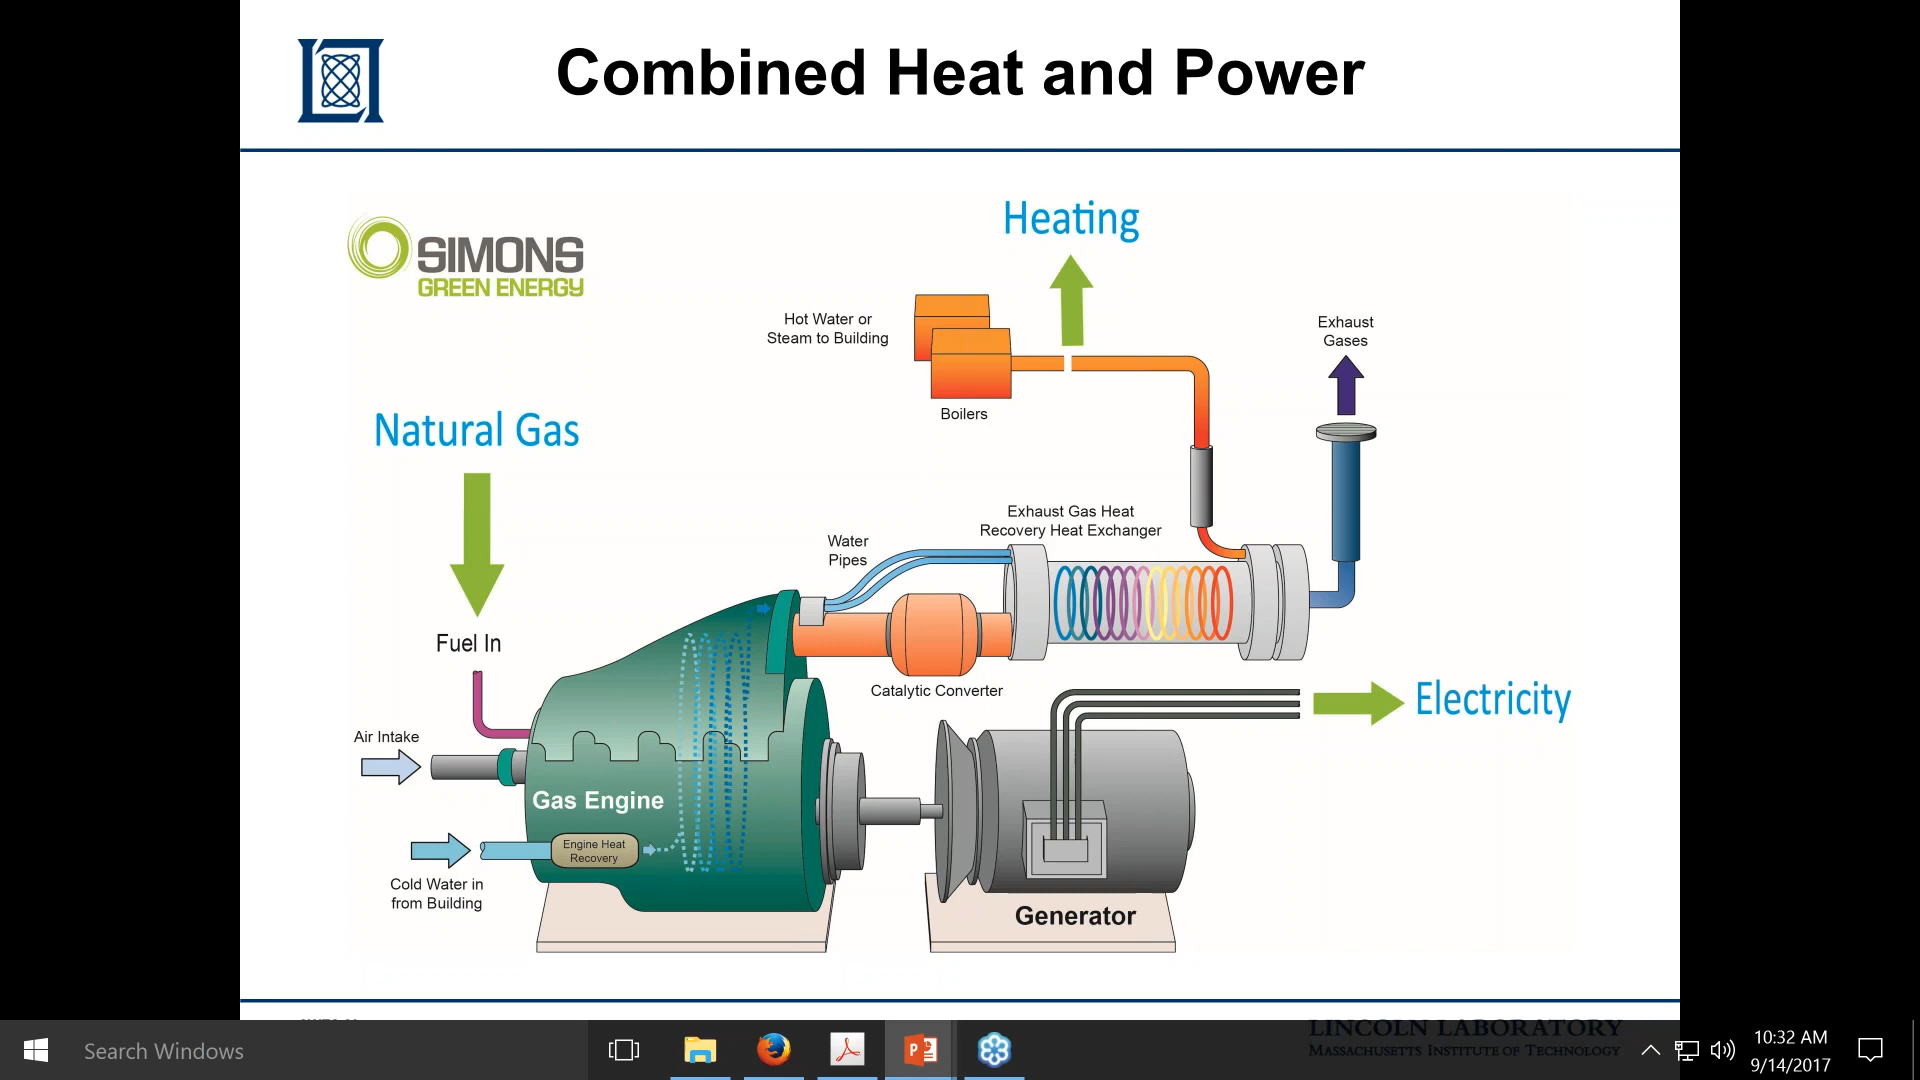 Combined Heat and Power
SIMONS
GREEN ENERGY
Heating
Hot Water or
Steam to Building
Exhaust
Gases
Boilers
Natural Gas
Exhaust Gas Heat
Recovery Heat Exchanger
Water
Pipes
Fuel In
Catalytic Converter
Electricity
Air Intake
Gas Engine
Engine Heat
Recovery
Cold Water in
from Building
Generator
LINCOLN LABORATORY
MASSACHUSETTS INSTITUTE OF TECHNOLOGY
Search Windows
10:32 AM
9/14/2017